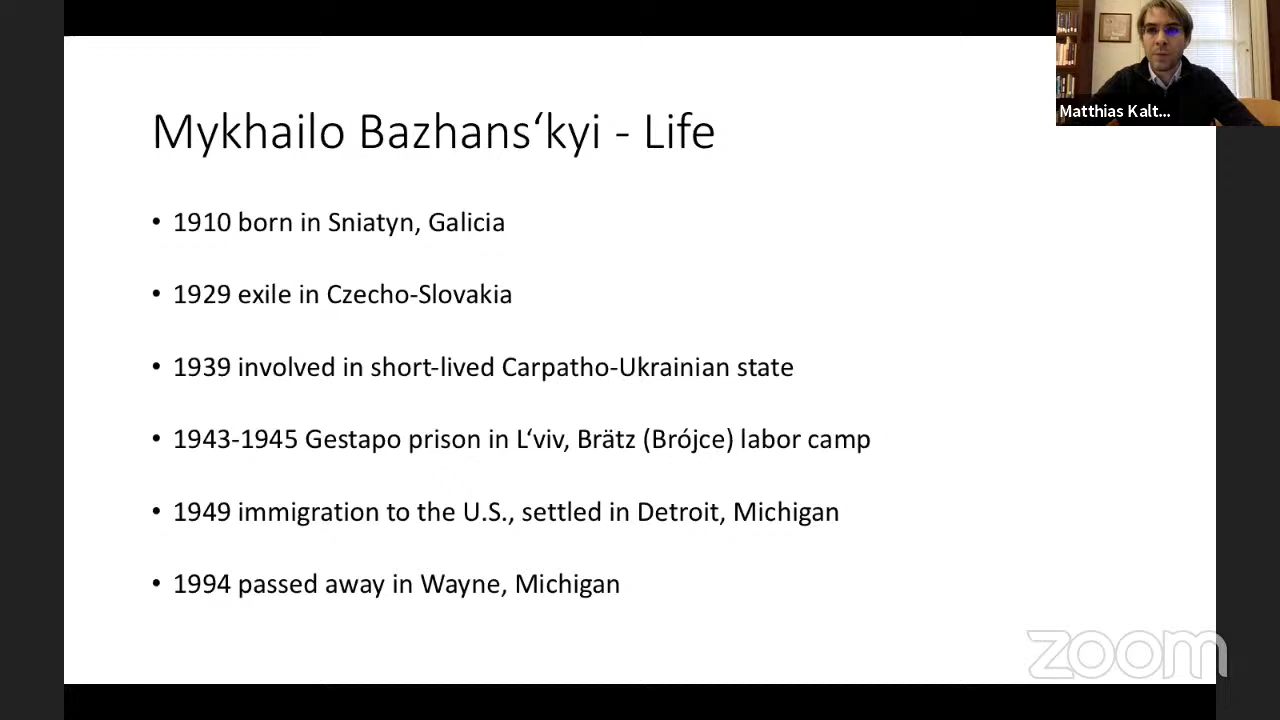 Mykhailo Bazhans‘kyi - Life
• 1910 born in Sniatyn, Galicia
• 1929 exile in Czecho-Slovakia
• 1939 involved in short-lived Carpatho-Ukrainian state
• 1943-1945 Gestapo prison in L‘viv, Brätz (Brójce) labor camp
• 1949 immigration to the U.S., settled in Detroit, Michigan
• 1994 passed away in Wayne, Michigan
Matthias Kalt...
zoom